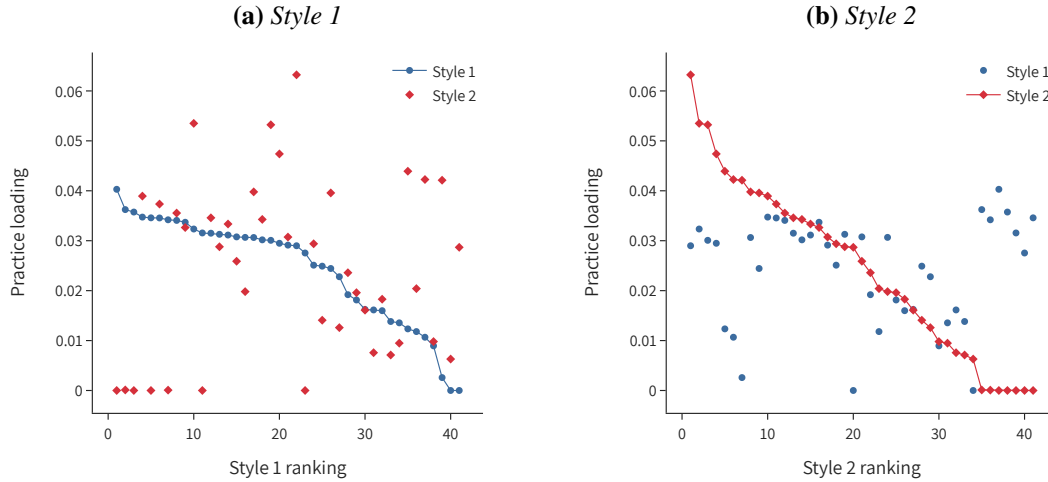 (a) Style 1
Style 1
Style 2
0.06
0.05
0.04
0.03
0.02
0.01
0
0
10
20
30
40
Practice loading
Style 1 ranking
(b) Style 2
Style 1
Style 2
0.06
0.05
0.04
0.03
0.02
0.01
0
0
10
20
30
40
Practice loading
Style 2 ranking